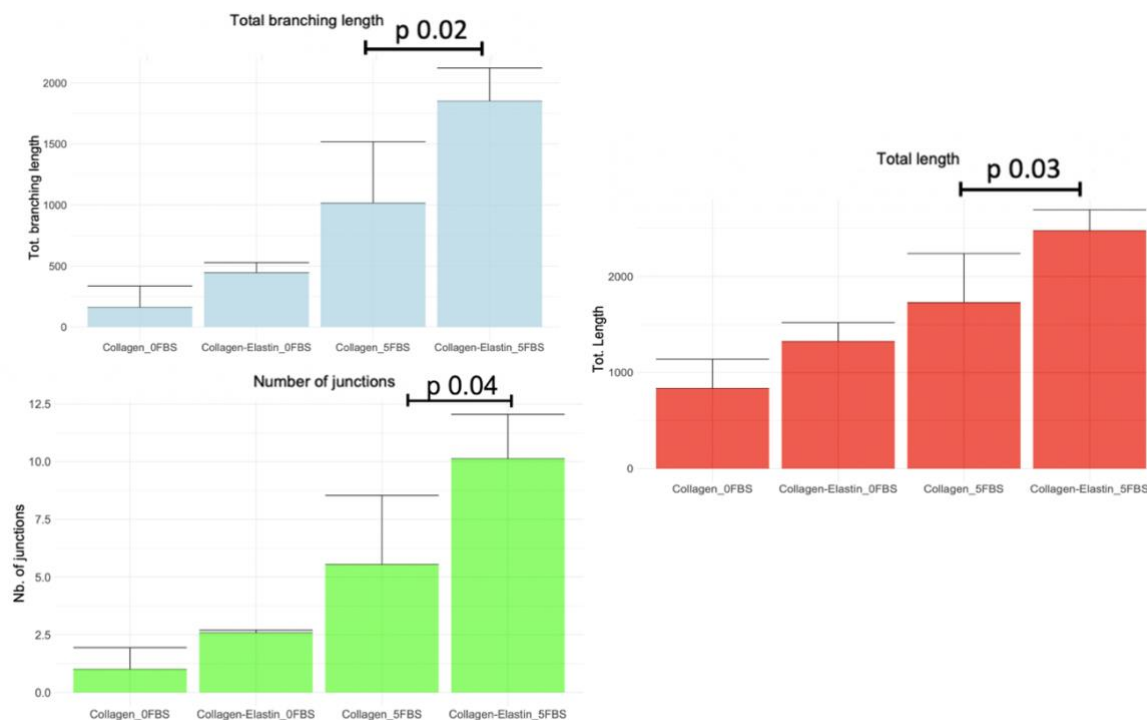 Total branching length
p 0.02
Tot. branching length
2000
1500
1000
500
0
Collagen_0FBS
Collagen-Elastin_0FBS
Collagen_5FBS
Collagen-Elastin_5FBS
Total length
p 0.03
Tot. Length
2000
1000
0
Collagen_0FBS
Collagen-Elastin_0FBS
Collagen_5FBS
Collagen-Elastin_5FBS
Number of junctions
p 0.04
Nb. of junctions
12.5
10.0
7.5
5.0
2.5
0.0
Collagen_0FBS
Collagen-Elastin_0FBS
Collagen_5FBS
Collagen-Elastin_5FBS